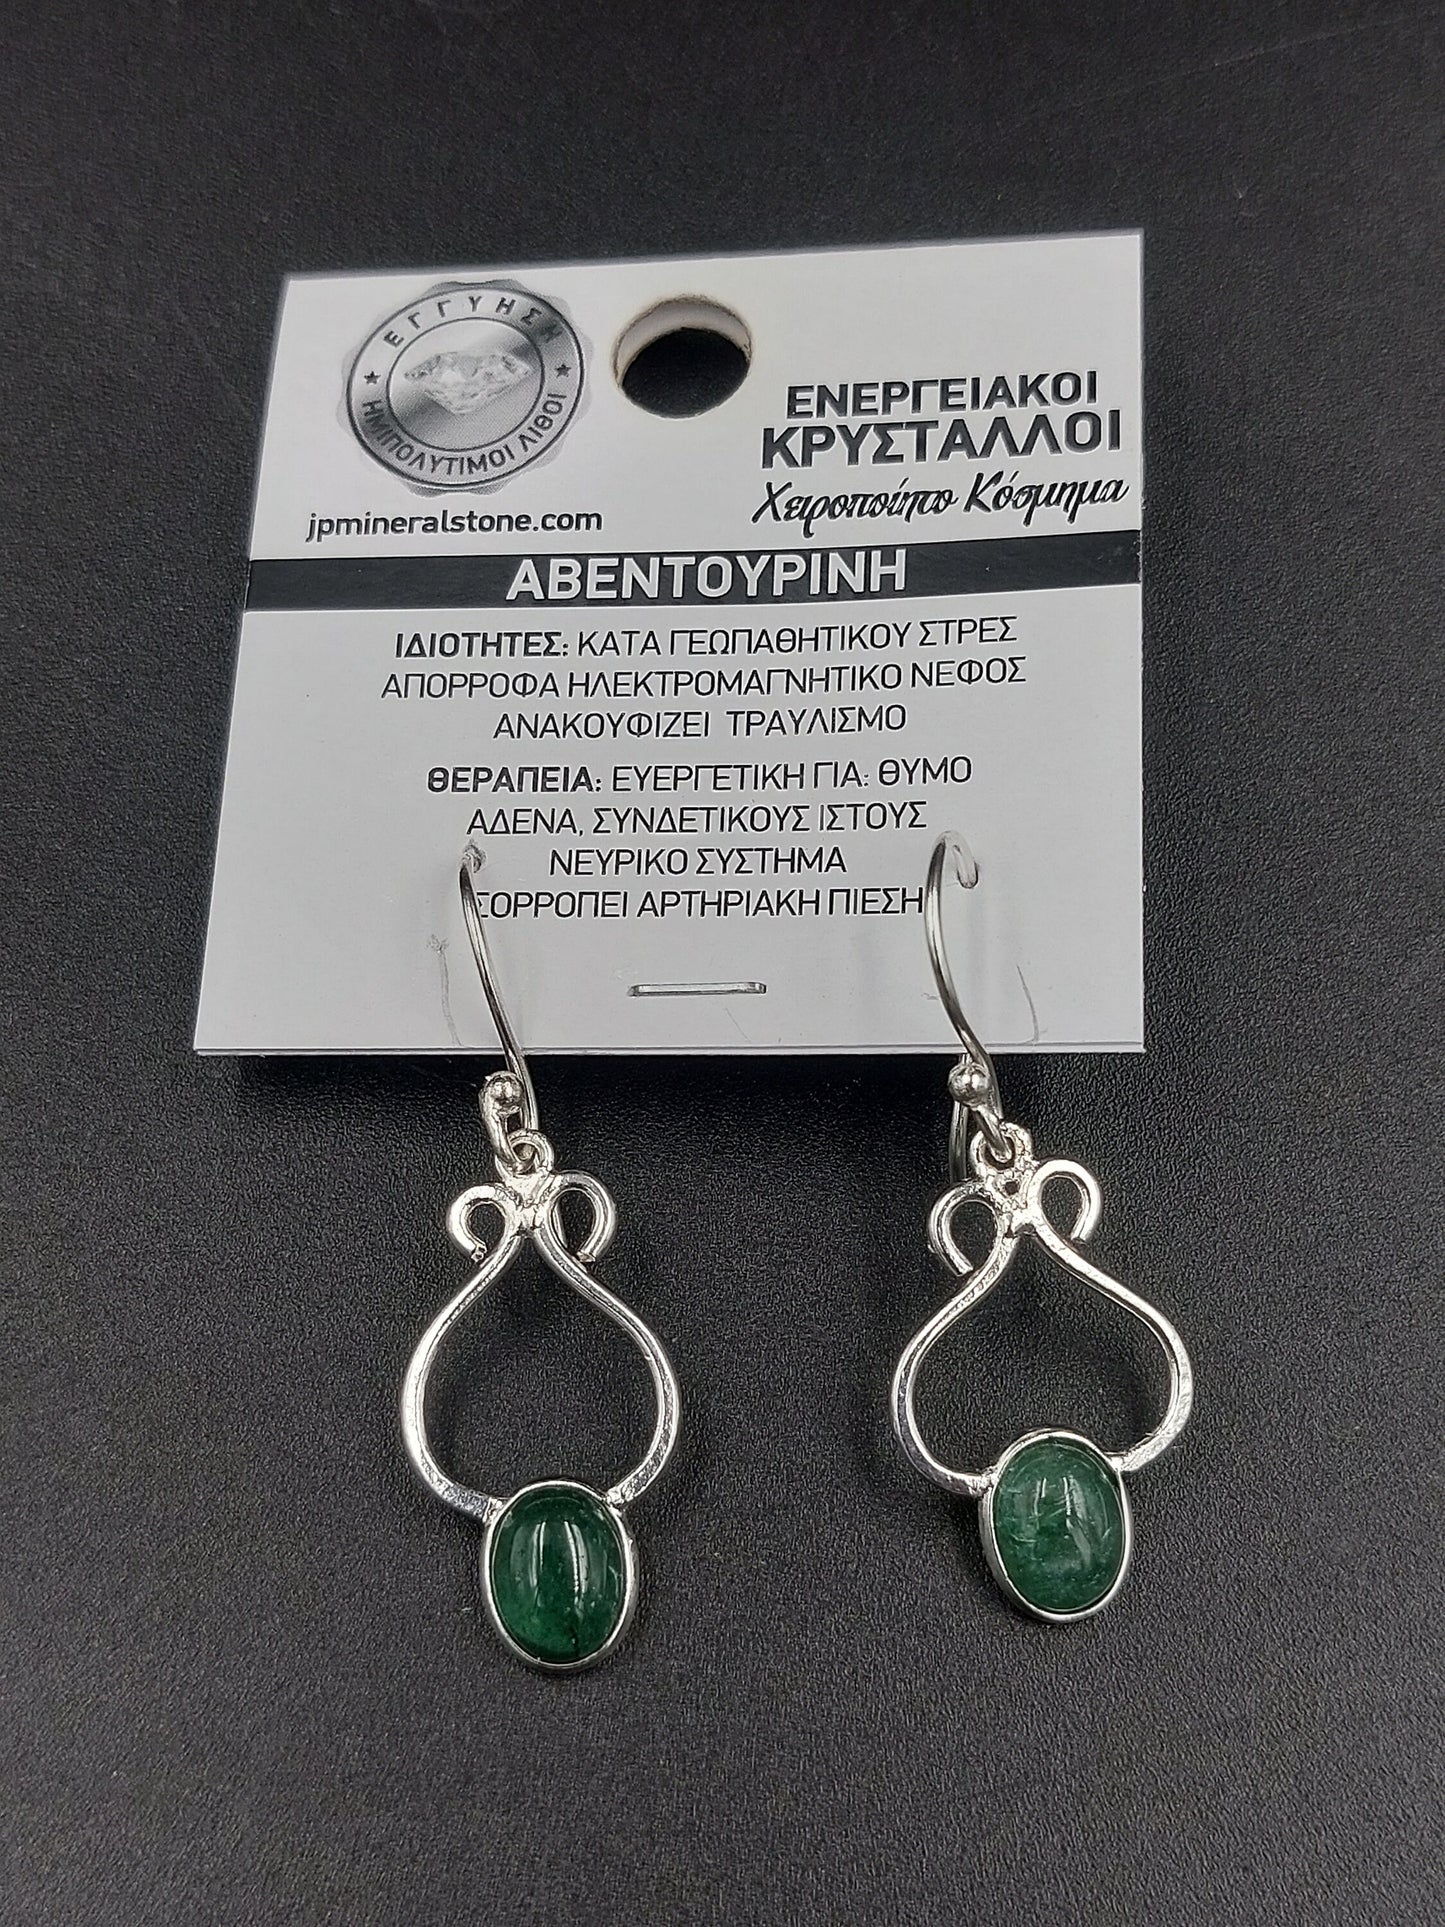 ΕΓΓΥΗΣΗ
ΗΜΙΠΟΛΥΤΙΜΟΙ ΛΙΘΟΙ
jpmineralstone.com
ΕΝΕΡΓΕΙΑΚΟΙ
ΚΡΥΣΤΑΛΛΟΙ
Χειροποίητο Κόσμημα
ΑΒΕΝΤΟΥΡΙΝΗ
ΙΔΙΟΤΗΤΕΣ: ΚΑΤΑ ΓΕΩΠΑΘΗΤΙΚΟΥ ΣΤΡΕΣ
ΑΠΟΡΡΟΦΑ ΗΛΕΚΤΡΟΜΑΓΝΗΤΙΚΟ ΝΕΦΟΣ
ΑΝΑΚΟΥΦΙΖΕΙ ΤΡΑΥΛΙΣΜΟ
ΘΕΡΑΠΕΙΑ: ΕΥΕΡΓΕΤΙΚΗ ΓΙΑ: ΘΥΜΟ
ΑΔΕΝΑ, ΣΥΝΔΕΤΙΚΟΥΣ ΙΣΤΟΥΣ
ΝΕΥΡΙΚΟ ΣΥΣΤΗΜΑ
ΣΟΡΡΟΠΕΙ ΑΡΤΗΡΙΑΚΗ ΠΙΕΣΗ